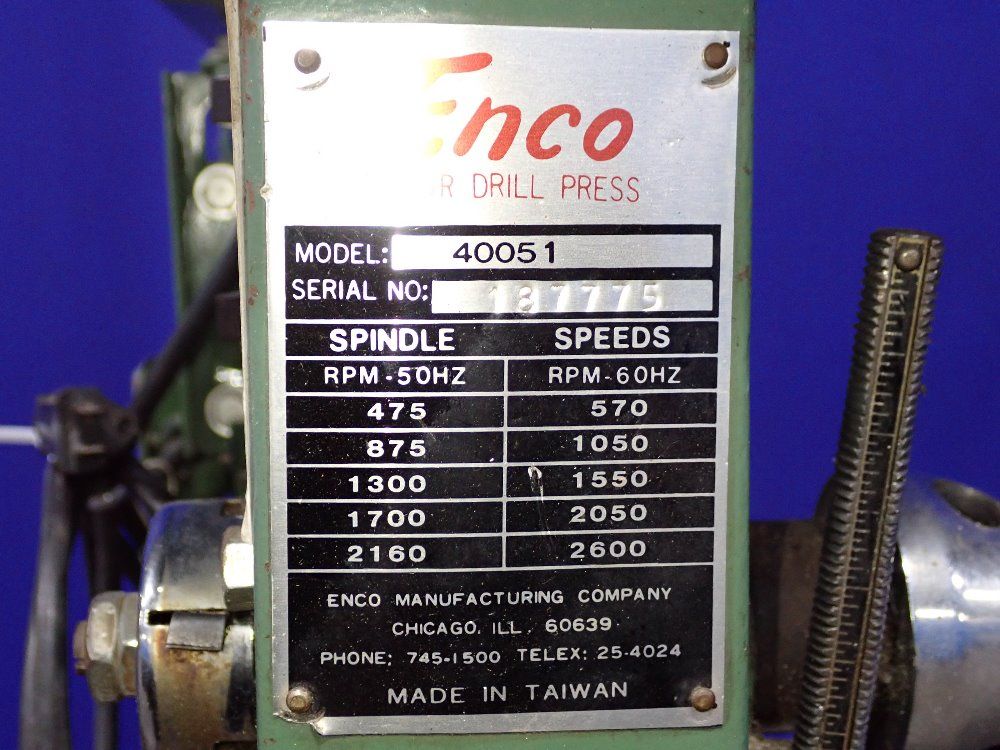 Enco
DRILL PRESS
MODEL: 40051
SERIAL NO: 187775
SPINDLE SPEEDS
RPM-50HZ RPM-60HZ
475 570
875 1050
1300 1550
1700 2050
2160 2600
ENCO MANUFACTURING COMPANY
CHICAGO, ILL. 60639
PHONE: 745-1500 TELEX: 25-4024
MADE IN TAIWAN